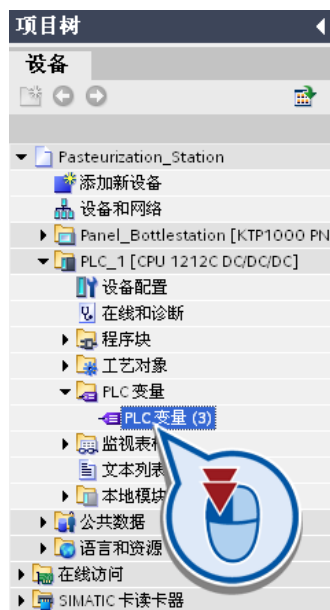 项目树
设备
Pasteurization_Station
添加新设备
设备和网络
Panel_Bottlestation [KTP1000 PN
PLC_1 [CPU 1212C DC/DC/DC]
设备配置
在线和诊断
程序块
工艺对象
PLC 变量
PLC 变量 (3)
监视表
文本列表
本地模块
公共数据
语言和资源
在线访问
SIMATIC 卡读卡器